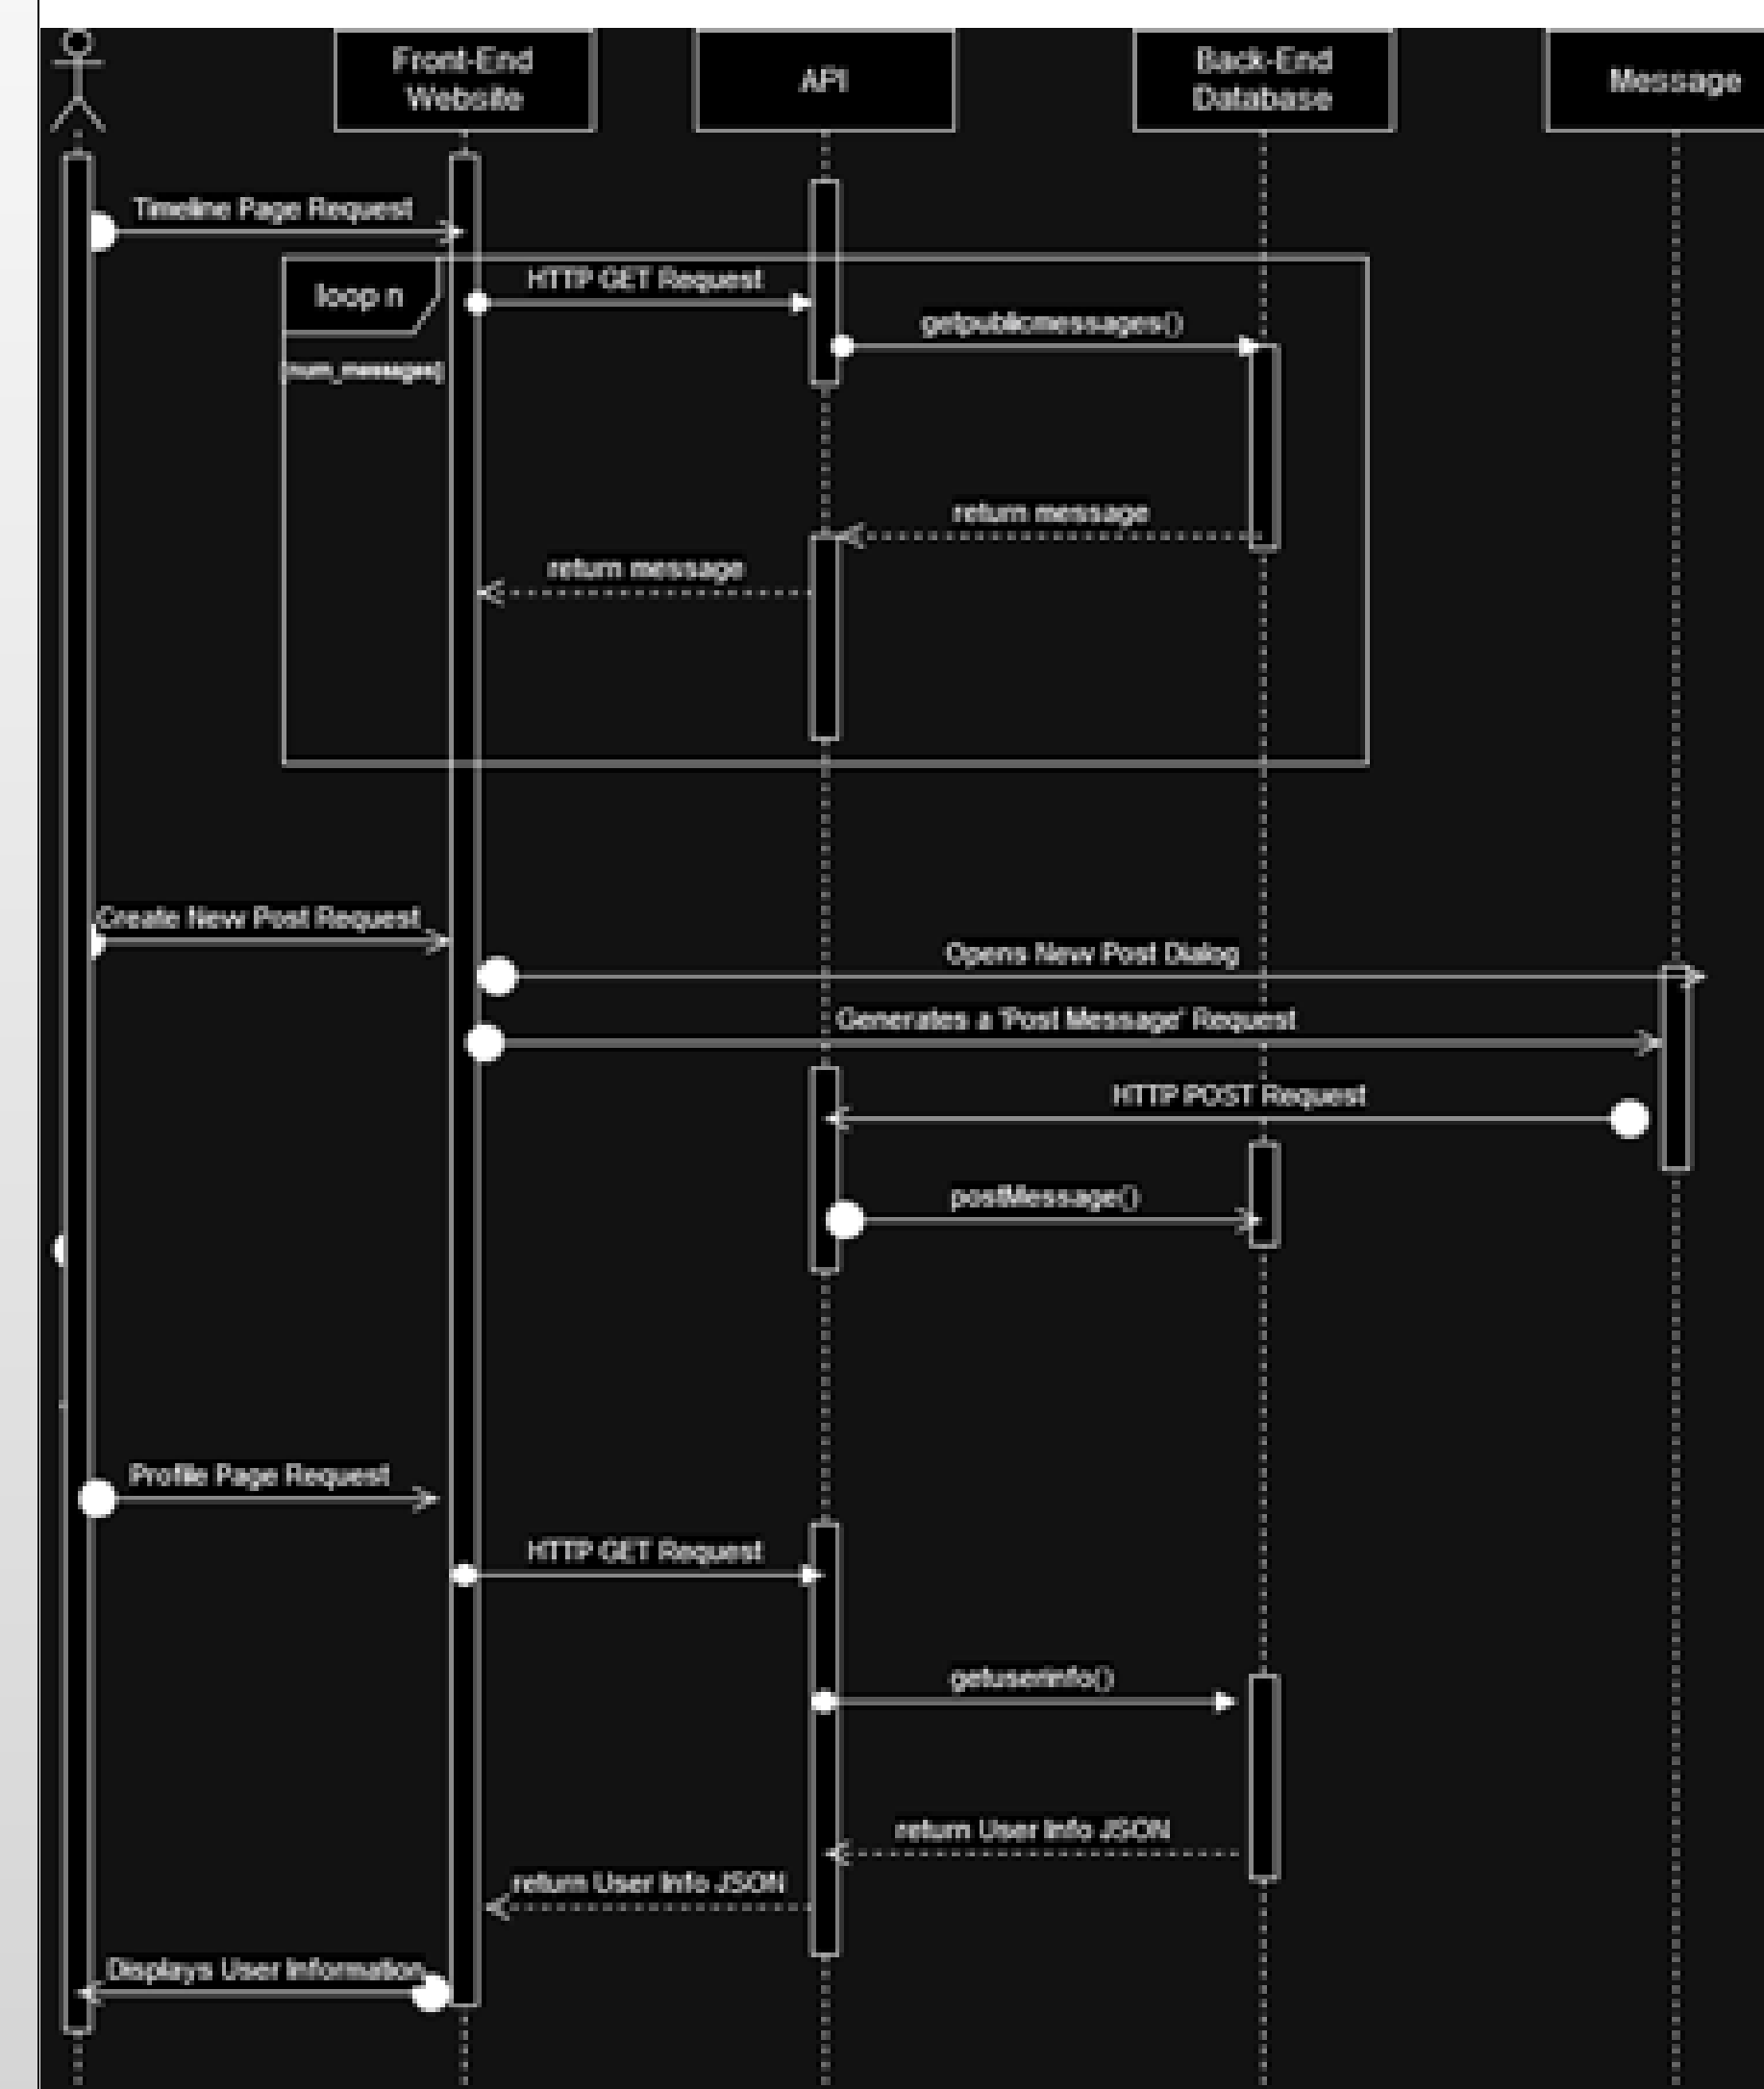 Front-End
Website
API
Back-End
Database
Message
Timeline Page Request
loop n
HTTP GET Request
getpublicmessages()
num_messages
return message
return message
Create New Post Request
Opens New Post Dialog
Generates a 'Post Message' Request
HTTP POST Request
postMessage()
Profile Page Request
HTTP GET Request
getuserinfo()
return User Info JSON
return User Info JSON
Displays User Information